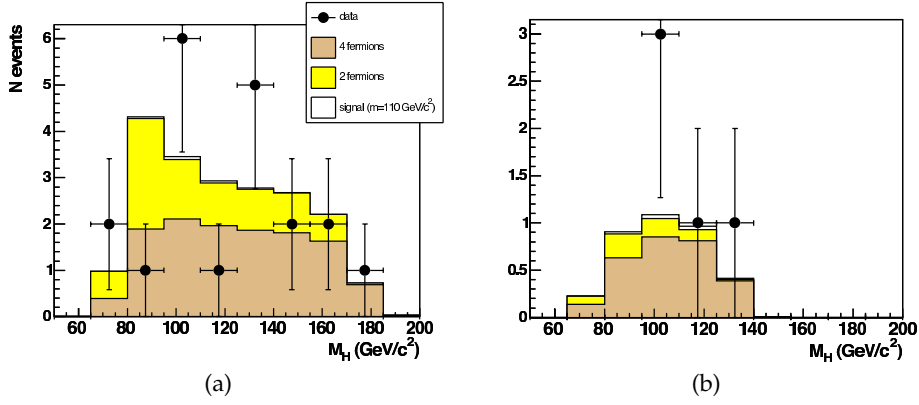 N events
6
5
4
3
2
1
0
60 80 100 120 140 160 180 200
M_H (GeV/c²)
data
4 fermions
2 fermions
signal (m=110 GeV/c²)
(a)
3
2.5
2
1.5
1
0.5
0
60 80 100 120 140 160 180 200
M_H (GeV/c²)
(b)